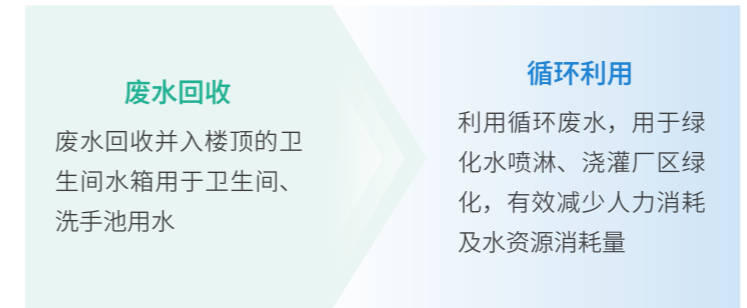 废水回收
废水回收并入楼顶的卫
生间水箱用于卫生间、
洗手池用水
循环利用
利用循环废水，用于绿
化水喷淋、浇灌厂区绿
化，有效减少人力消耗
及水资源消耗量